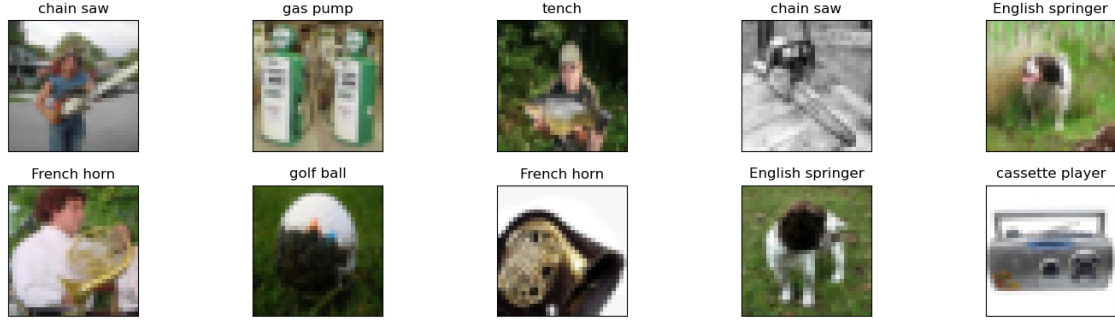 chain saw
gas pump
tench
chain saw
English springer
French horn
golf ball
French horn
English springer
cassette player